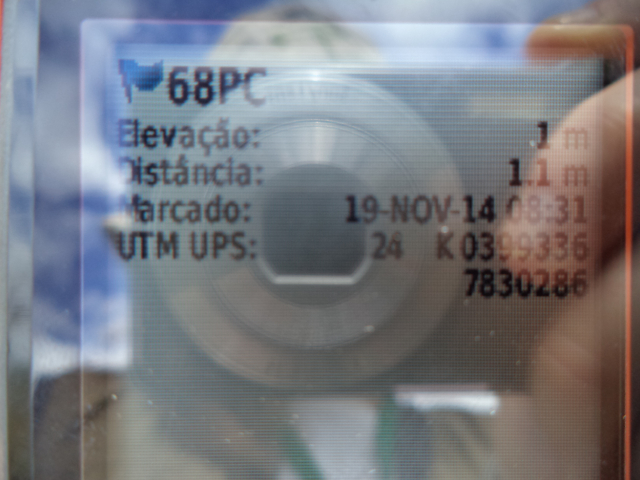 68PC
Elevação: 1 m
Distância: 1.1 m
Marcado: 19-NOV-14 08:31
UTM UPS: 24 K 0399336
7830286